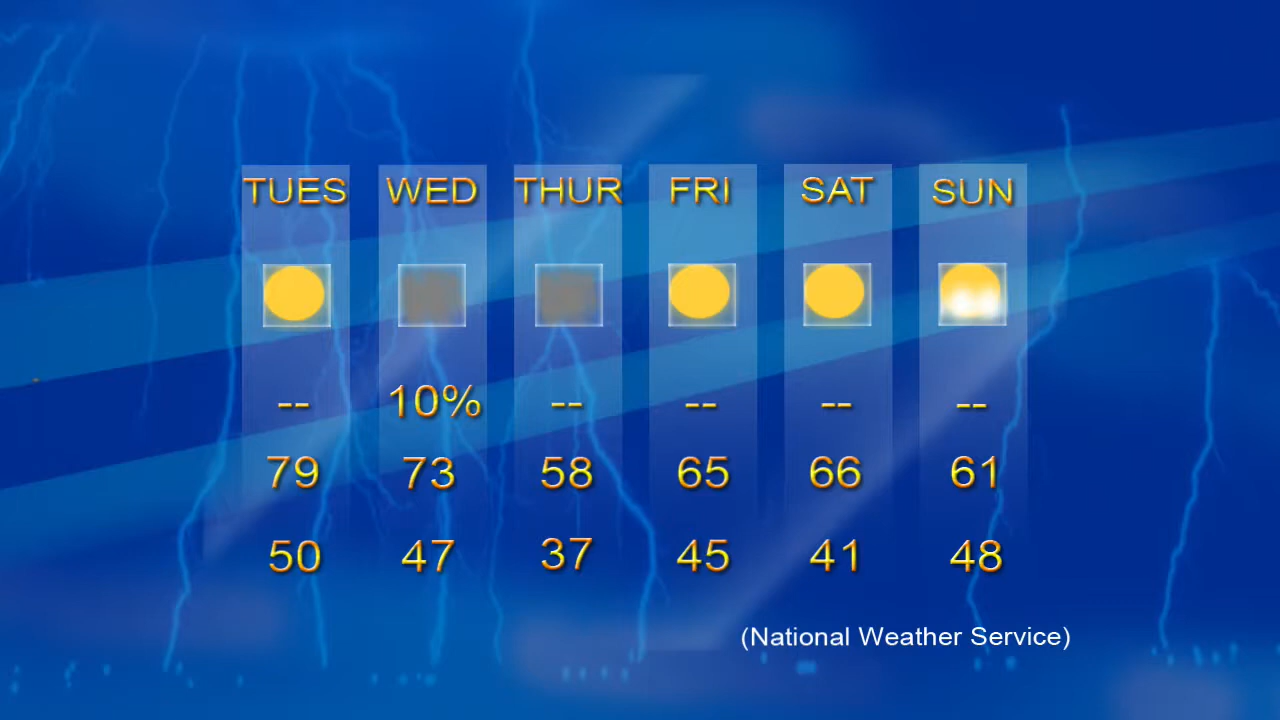 TUES WED THUR FRI SAT SUN
-- 10% -- -- -- --
79 73 58 65 66 61
50 47 37 45 41 48
(National Weather Service)